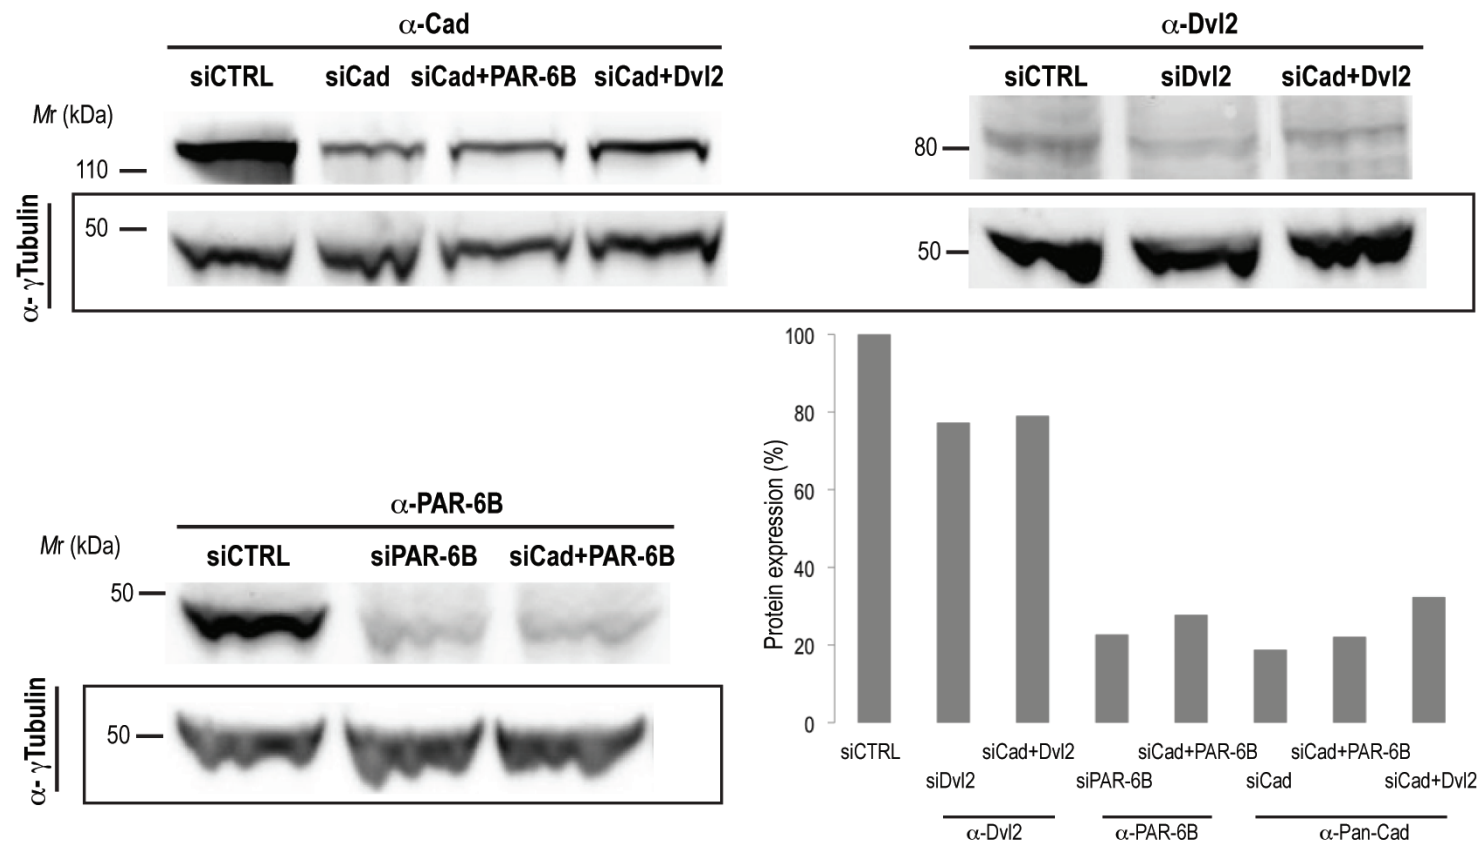 α-Cad
siCTRL siCad siCad+PAR-6B siCad+Dvl2
Mr (kDa)
110
α- γTubulin
50
α-Dvl2
siCTRL siDvl2 siCad+Dvl2
80
50
α-PAR-6B
Mr (kDa)
siCTRL siPAR-6B siCad+PAR-6B
50
α- γTubulin
50
Protein expression (%)
100
80
60
40
20
0
siCTRL siCad+Dvl2 siCad+PAR-6B siCad+PAR-6B
siDvl2 siPAR-6B siCad siCad+Dvl2
α-Dvl2 α-PAR-6B α-Pan-Cad